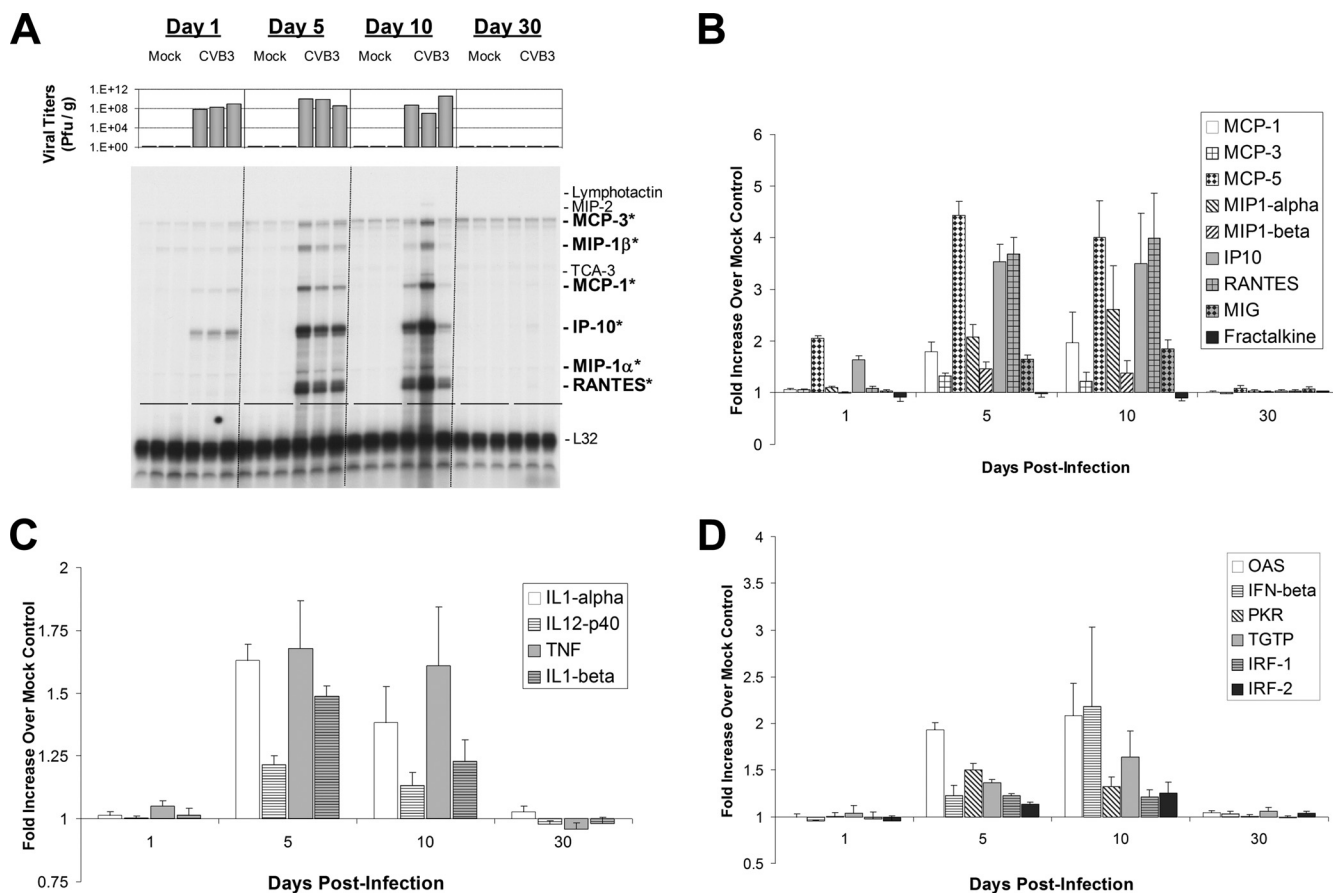 A
Day 1 Day 5 Day 10 Day 30
Mock CVB3 Mock CVB3 Mock CVB3 Mock CVB3
Viral Titers
(Pfu / g)
1.E+12
1.E+08
1.E+04
1.E+00
- Lymphotactin
- MIP-2
- MCP-3*
- MIP-1β*
- TCA-3
- MCP-1*
- IP-10*
- MIP-1α*
- RANTES*
- L32
B
Fold Increase Over Mock Control
6
5
4
3
2
1
0
1 5 10 30
Days Post-Infection
MCP-1
MCP-3
MCP-5
MIP1-alpha
MIP1-beta
IP10
RANTES
MIG
Fractalkine
C
Fold Increase Over Mock Control
2
1.75
1.5
1.25
1
0.75
1 5 10 30
Days Post-Infection
IL1-alpha
IL12-p40
TNF
IL1-beta
D
Fold Increase Over Mock Control
4
3.5
3
2.5
2
1.5
1
0.5
1 5 10 30
Days Post-Infection
OAS
IFN-beta
PKR
TGTP
IRF-1
IRF-2